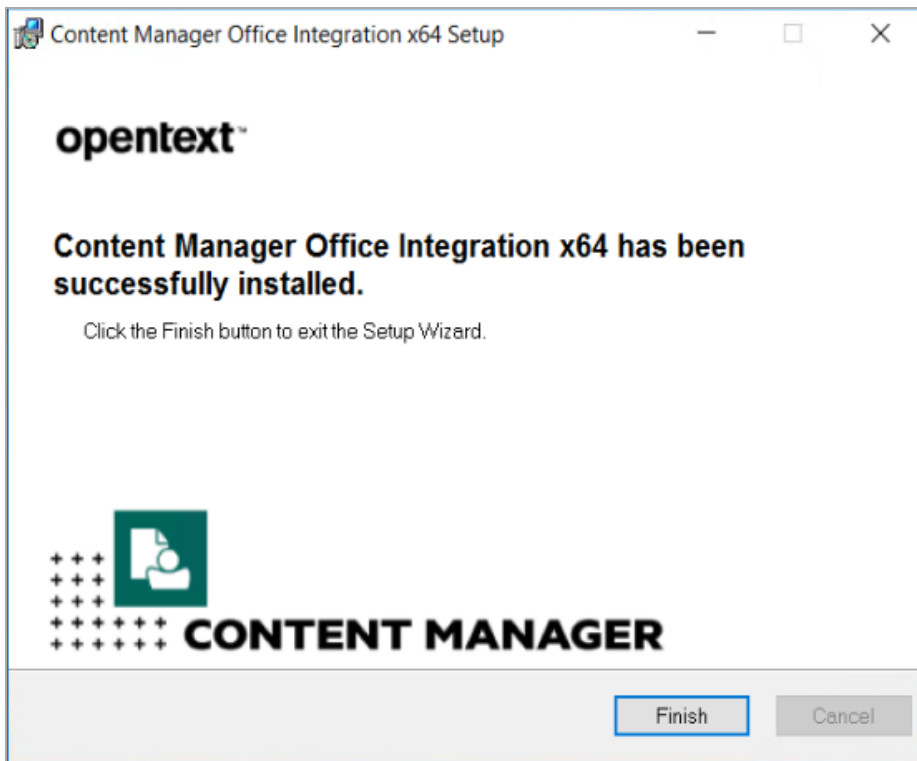 Content Manager Office Integration x64 Setup
opentext™
Content Manager Office Integration x64 has been
successfully installed.
Click the Finish button to exit the Setup Wizard.
CONTENT MANAGER
Finish
Cancel